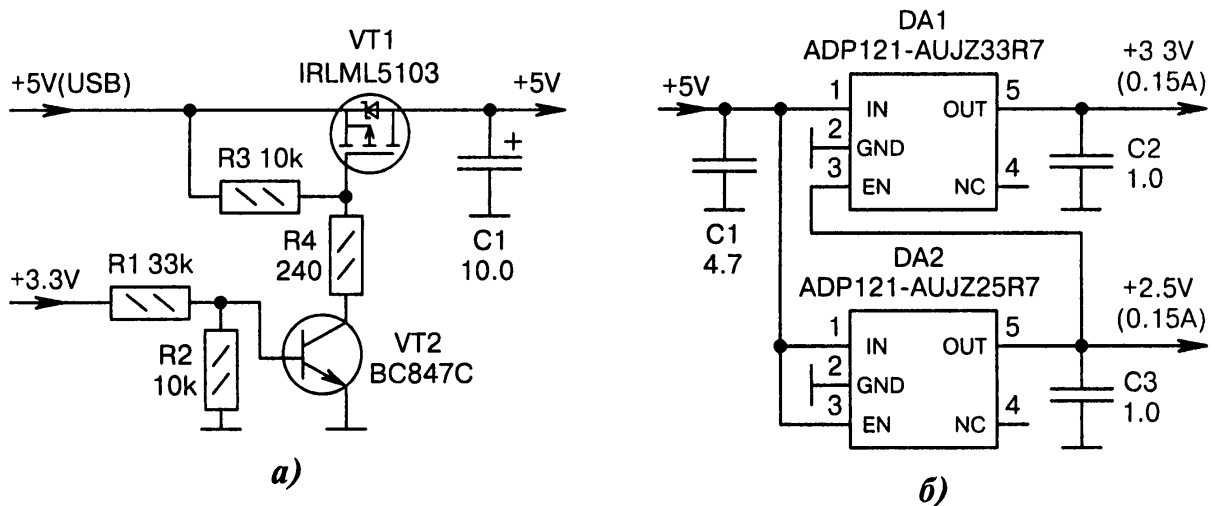 VT1
IRLML5103
+5V(USB)
+5V
R3 10k
R4
240
C1
10.0
+
+3.3V
R1 33k
R2
10k
VT2
BC847C
а)
DA1
ADP121-AUJZ33R7
+5V
+3 3V
(0.15A)
1
IN
OUT
5
2
GND
3
EN
NC
4
C1
4.7
C2
1.0
DA2
ADP121-AUJZ25R7
+2.5V
(0.15A)
1
IN
OUT
5
2
GND
3
EN
NC
4
C3
1.0
б)